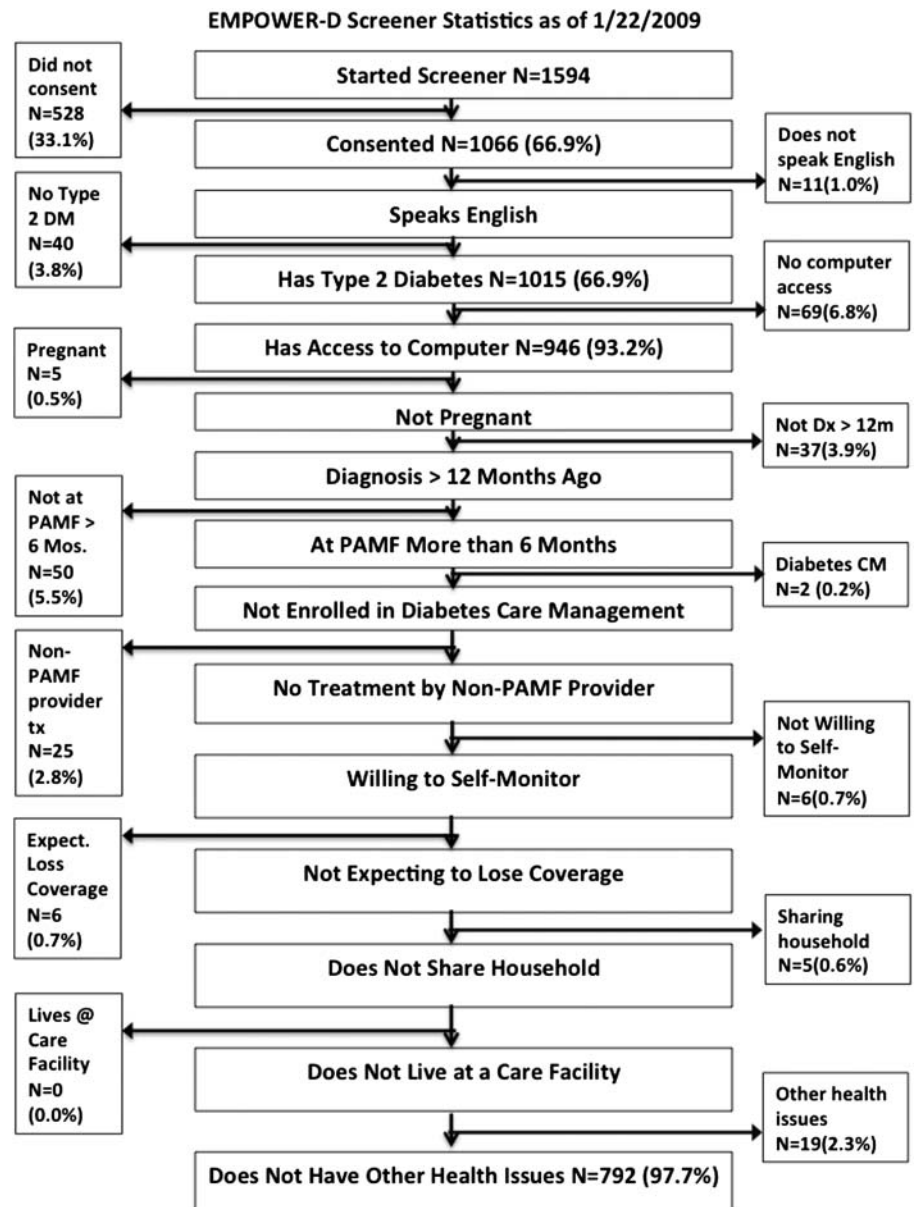 EMPOWER-D Screener Statistics as of 1/22/2009
Did not
consent
N=528
(33.1%)
Started Screener N=1594
Consented N=1066 (66.9%)
Does not
speak English
N=11(1.0%)
No Type
2 DM
N=40
(3.8%)
Speaks English
Has Type 2 Diabetes N=1015 (66.9%)
No computer
access
N=69(6.8%)
Pregnant
N=5
(0.5%)
Has Access to Computer N=946 (93.2%)
Not Pregnant
Not Dx > 12m
N=37(3.9%)
Diagnosis > 12 Months Ago
Not at
PAMF >
6 Mos.
N=50
(5.5%)
At PAMF More than 6 Months
Diabetes CM
N=2 (0.2%)
Not Enrolled in Diabetes Care Management
Non-
PAMF
provider
tx
N=25
(2.8%)
No Treatment by Non-PAMF Provider
Not Willing
to Self-
Monitor
N=6(0.7%)
Willing to Self-Monitor
Expect.
Loss
Coverage
N=6
(0.7%)
Not Expecting to Lose Coverage
Sharing
household
N=5(0.6%)
Does Not Share Household
Lives @
Care
Facility
N=0
(0.0%)
Does Not Live at a Care Facility
Other health
issues
N=19(2.3%)
Does Not Have Other Health Issues N=792 (97.7%)